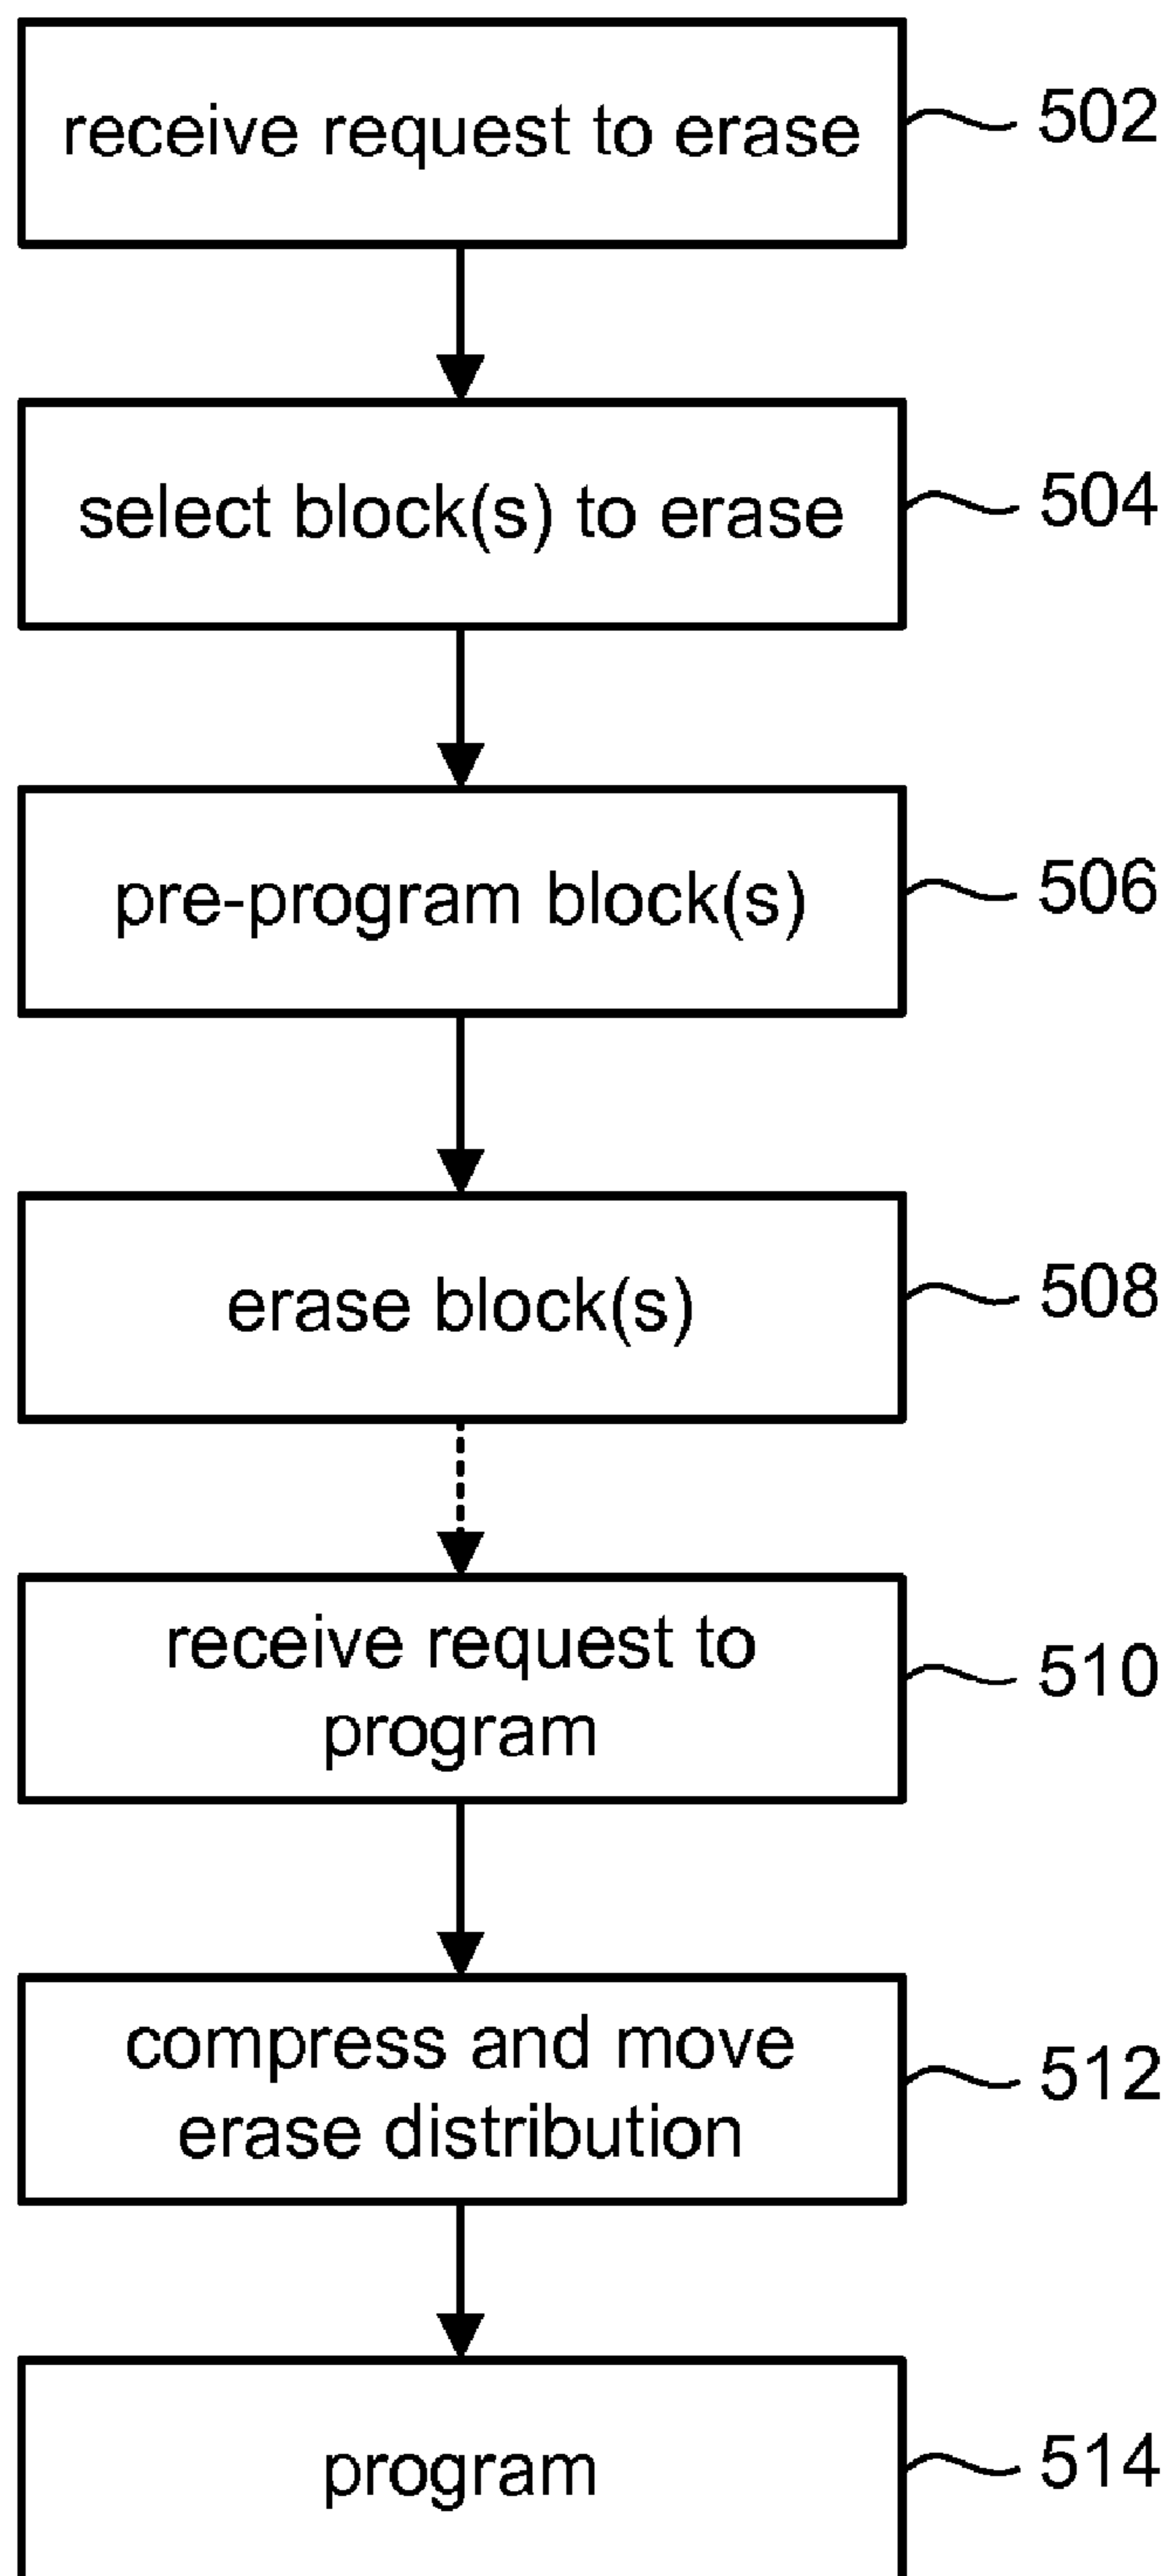 receive request to erase
502
select block(s) to erase
504
pre-program block(s)
506
erase block(s)
508
receive request to
program
510
compress and move
erase distribution
512
program
514